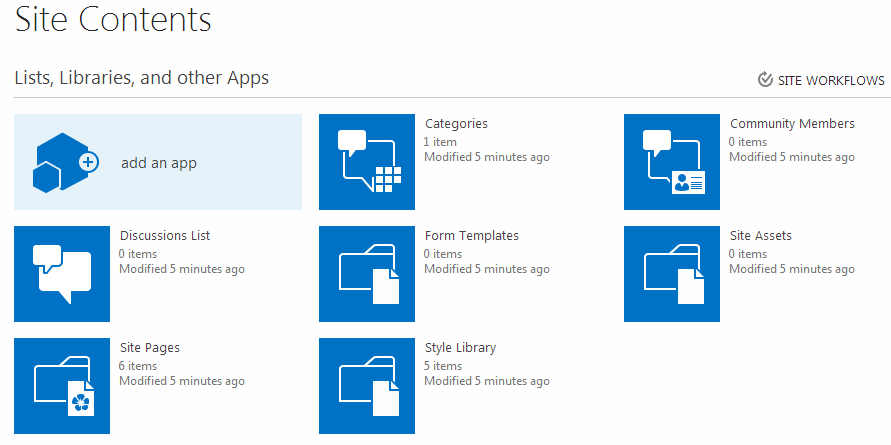 Site Contents
Lists, Libraries, and other Apps
SITE WORKFLOWS
add an app
Categories
1 item
Modified 5 minutes ago
Community Members
0 items
Modified 5 minutes ago
Discussions List
0 items
Modified 5 minutes ago
Form Templates
0 items
Modified 5 minutes ago
Site Assets
0 items
Modified 5 minutes ago
Site Pages
6 items
Modified 5 minutes ago
Style Library
5 items
Modified 5 minutes ago